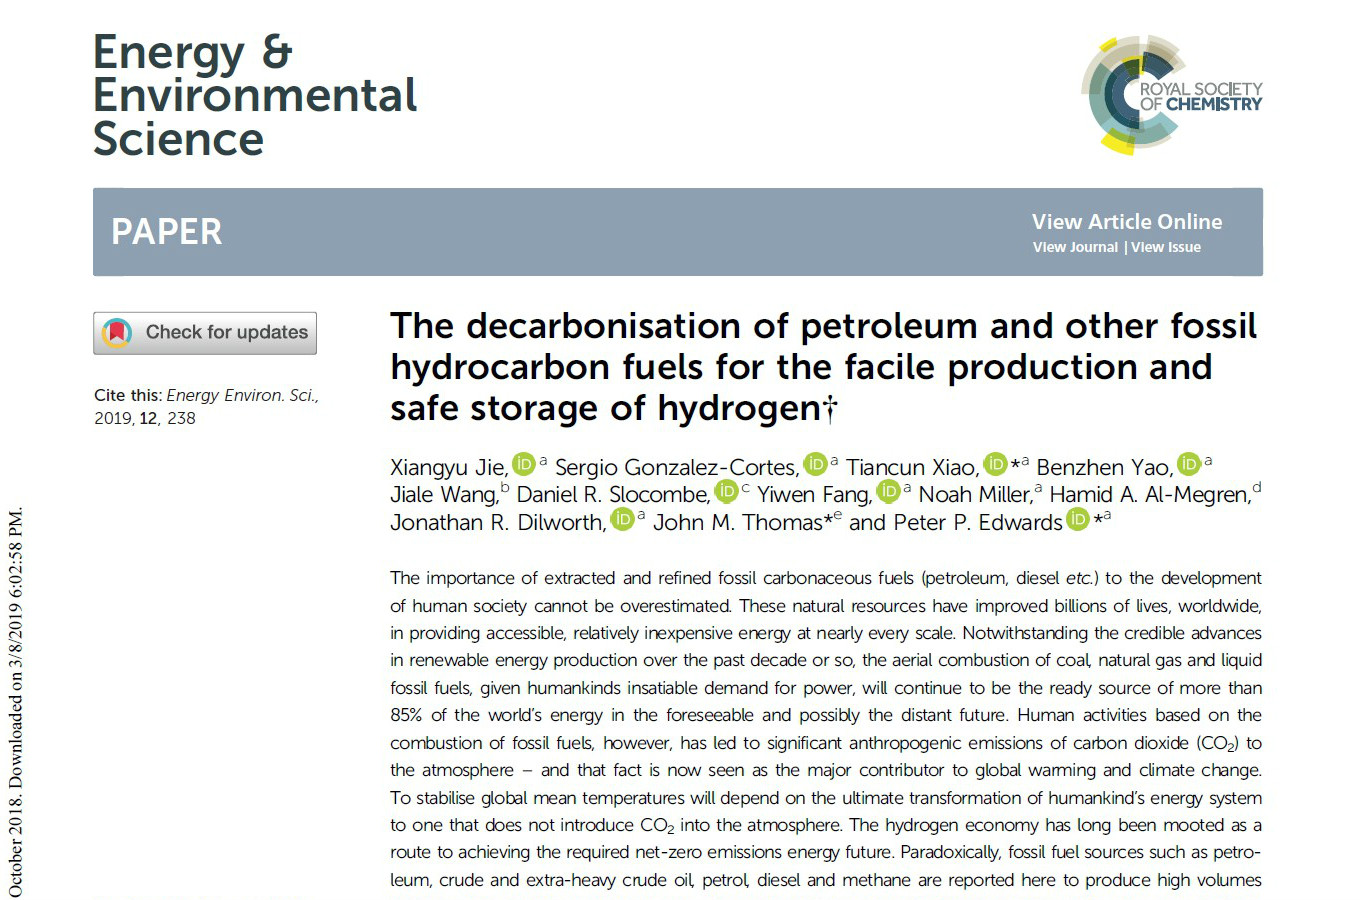 Energy &
Environmental
Science
ROYAL SOCIETY
OF CHEMISTRY
PAPER
View Article Online
View Journal | View Issue
Check for updates
Cite this: Energy Environ. Sci.,
2019, 12, 238
The decarbonisation of petroleum and other fossil
hydrocarbon fuels for the facile production and
safe storage of hydrogen†
Xiangyu Jie, iD a Sergio Gonzalez-Cortes, iD a Tiancun Xiao, iD *a Benzhen Yao, iD a
Jiale Wang,b Daniel R. Slocombe, iD c Yiwen Fang, iD a Noah Miller,a Hamid A. Al-Megren,d
Jonathan R. Dilworth, iD a John M. Thomas*e and Peter P. Edwards iD *a
The importance of extracted and refined fossil carbonaceous fuels (petroleum, diesel etc.) to the development
of human society cannot be overestimated. These natural resources have improved billions of lives, worldwide,
in providing accessible, relatively inexpensive energy at nearly every scale. Notwithstanding the credible advances
in renewable energy production over the past decade or so, the aerial combustion of coal, natural gas and liquid
fossil fuels, given humankinds insatiable demand for power, will continue to be the ready source of more than
85% of the world's energy in the foreseeable and possibly the distant future. Human activities based on the
combustion of fossil fuels, however, has led to significant anthropogenic emissions of carbon dioxide (CO₂) to
the atmosphere – and that fact is now seen as the major contributor to global warming and climate change.
To stabilise global mean temperatures will depend on the ultimate transformation of humankind's energy system
to one that does not introduce CO₂ into the atmosphere. The hydrogen economy has long been mooted as a
route to achieving the required net-zero emissions energy future. Paradoxically, fossil fuel sources such as petro-
leum, crude and extra-heavy crude oil, petrol, diesel and methane are reported here to produce high volumes
October 2018. Downloaded on 3/8/2019 6:02:58 PM.